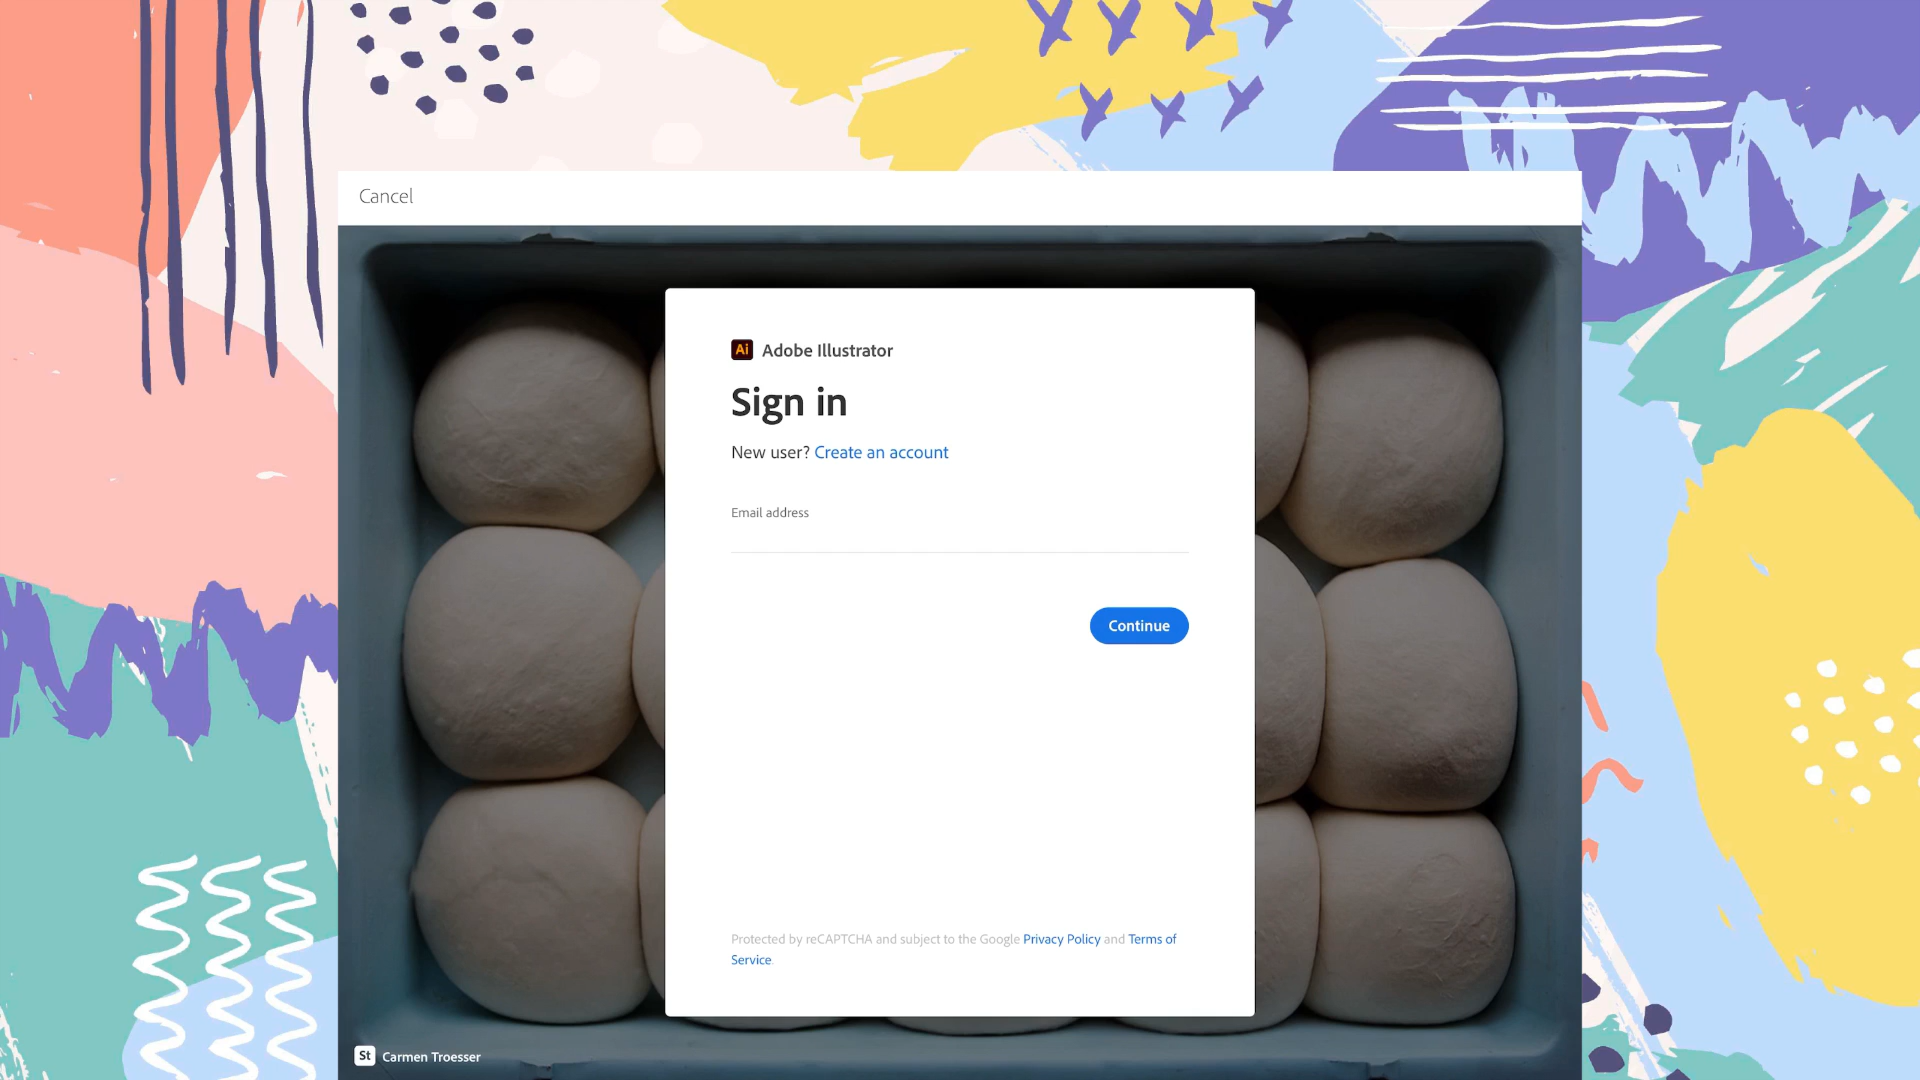 Cancel
Ai Adobe Illustrator
Sign in
New user? Create an account
Email address
Continue
Protected by reCAPTCHA and subject to the Google Privacy Policy and Terms of
Service.
St Carmen Troesser